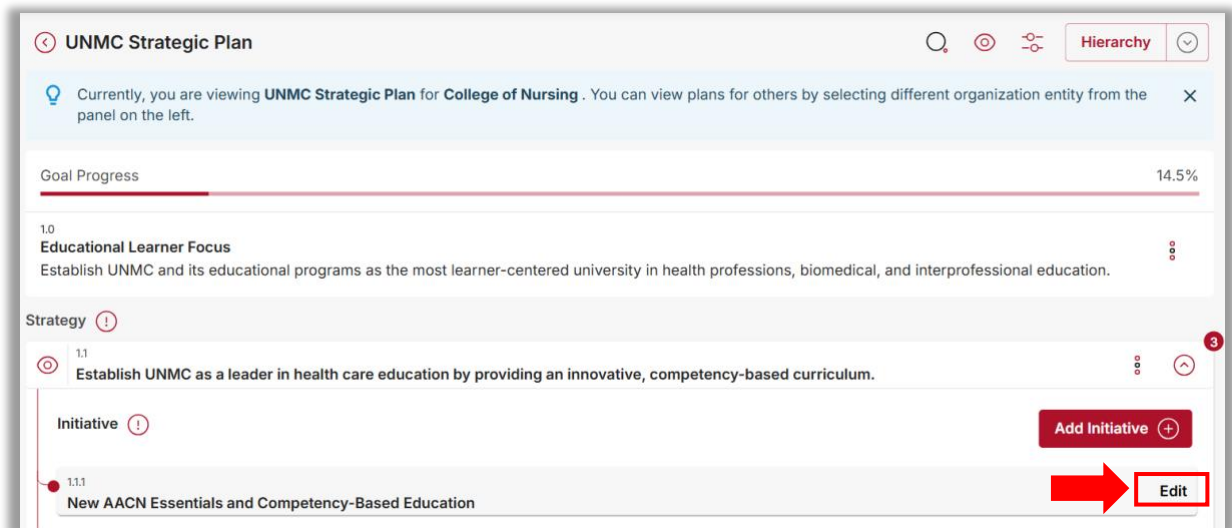 UNMC Strategic Plan
Hierarchy
Currently, you are viewing UNMC Strategic Plan for College of Nursing . You can view plans for others by selecting different organization entity from the
panel on the left.
Goal Progress
14.5%
1.0
Educational Learner Focus
Establish UNMC and its educational programs as the most learner-centered university in health professions, biomedical, and interprofessional education.
Strategy
3
1.1
Establish UNMC as a leader in health care education by providing an innovative, competency-based curriculum.
Initiative
Add Initiative
1.1.1
New AACN Essentials and Competency-Based Education
Edit